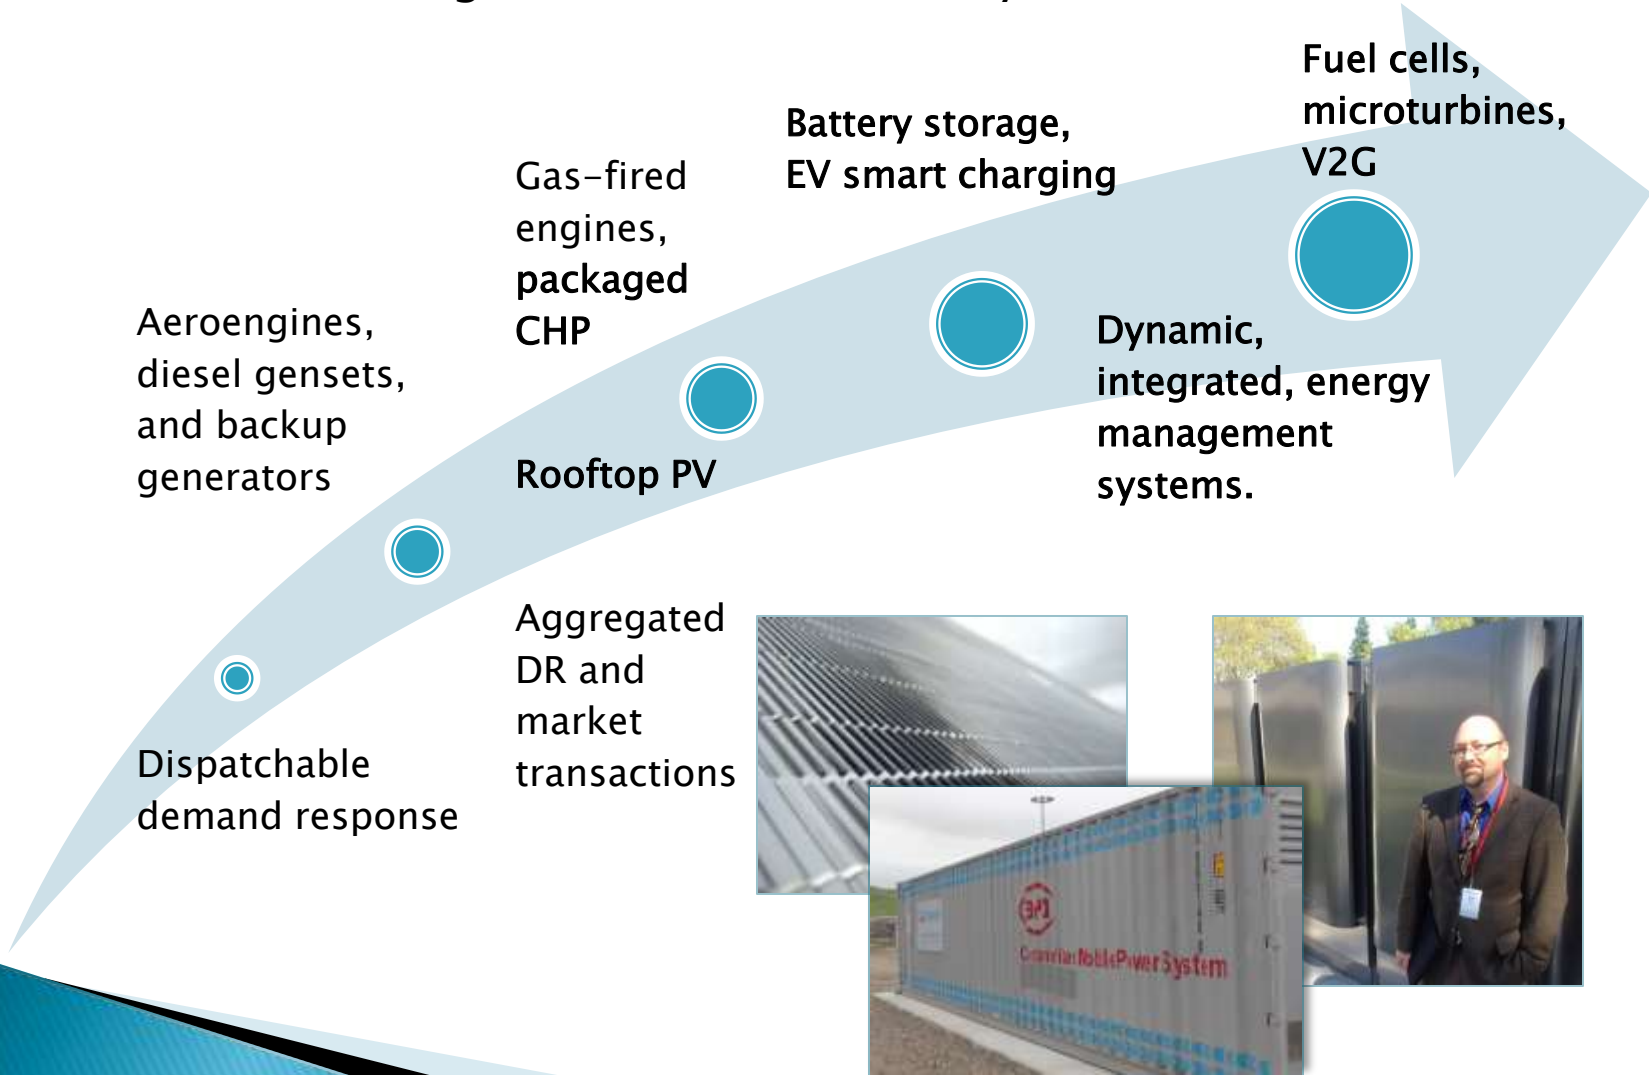 Fuel cells,
microturbines,
V2G
Battery storage,
EV smart charging
Gas-fired
engines,
packaged
CHP
Aeroengines,
diesel gensets,
and backup
generators
Dynamic,
integrated, energy
management
systems.
Rooftop PV
Aggregated
DR and
market
transactions
Dispatchable
demand response
System